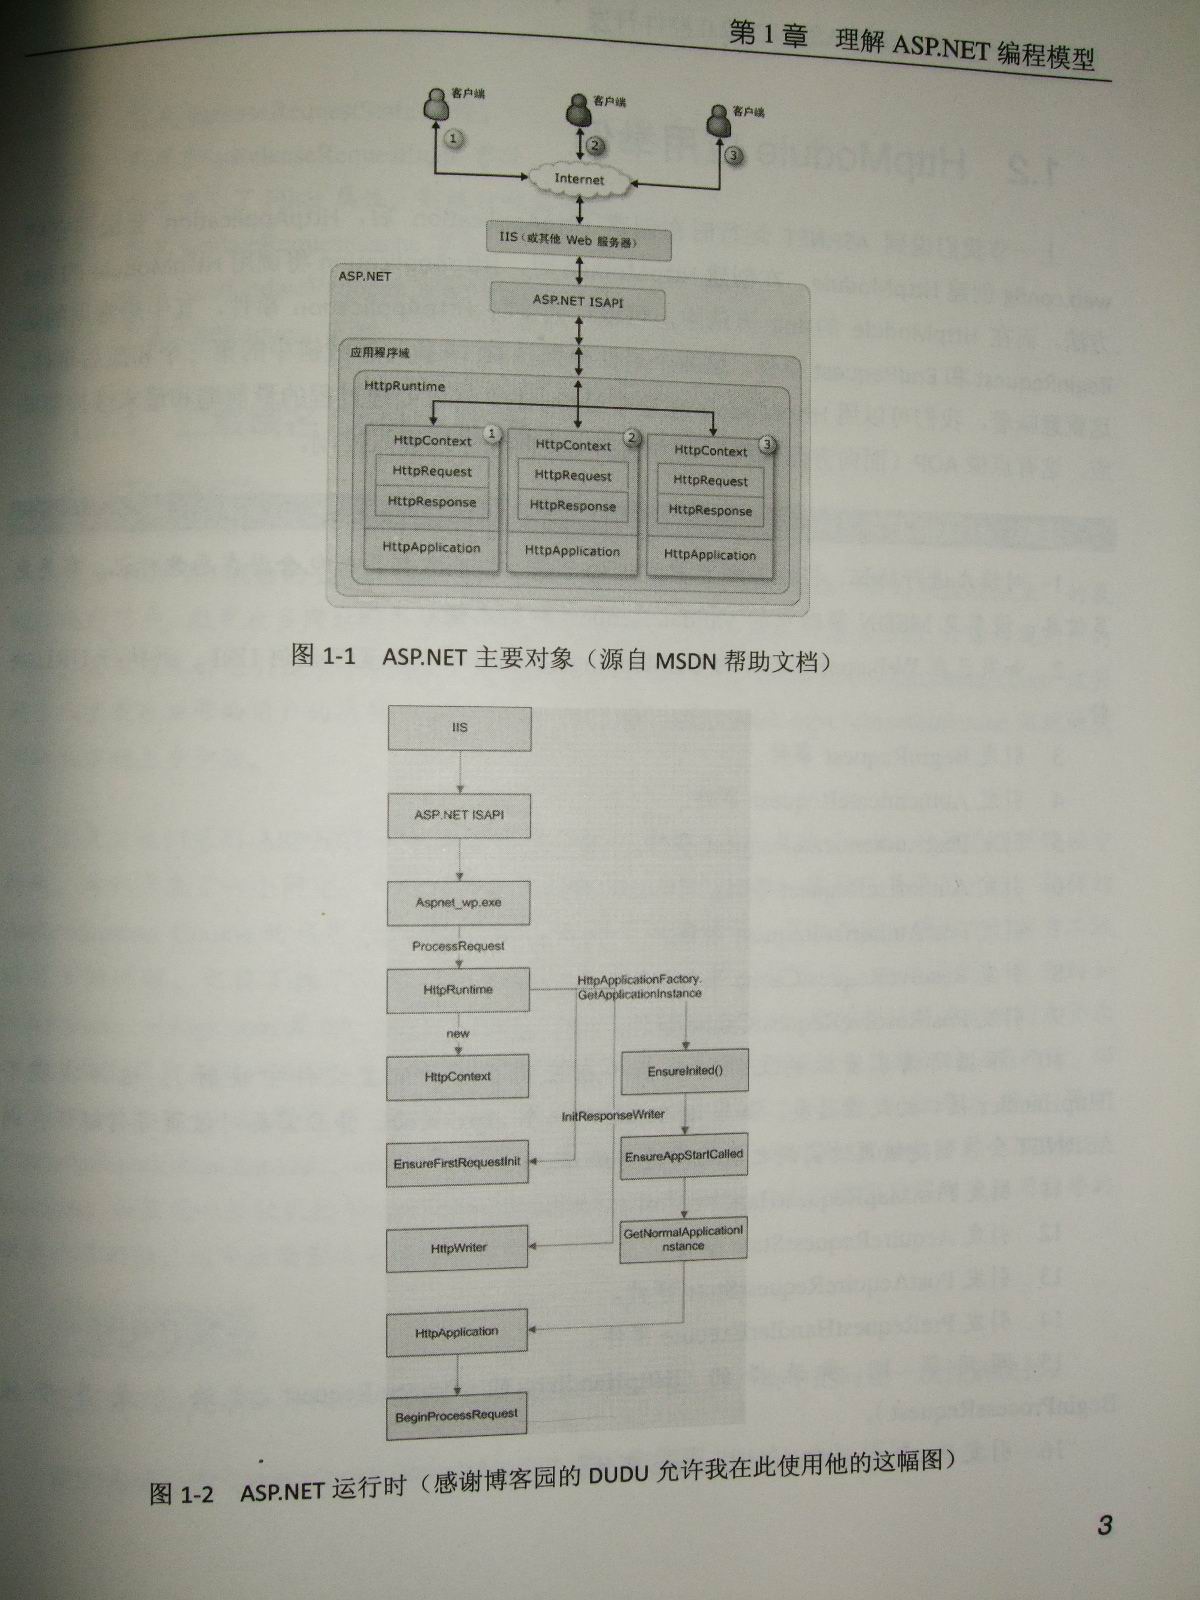 第 1 章 理解 ASP.NET 编程模型
客户端
客户端
客户端
1
2
3
Internet
IIS（或其他 Web 服务器）
ASP.NET
ASP.NET ISAPI
应用程序域
HttpRuntime
HttpContext 1
HttpRequest
HttpResponse
HttpApplication
HttpContext 2
HttpRequest
HttpResponse
HttpApplication
HttpContext 3
HttpRequest
HttpResponse
HttpApplication
图 1-1 ASP.NET 主要对象（源自 MSDN 帮助文档）
IIS
ASP.NET ISAPI
Aspnet_wp.exe
ProcessRequest
HttpRuntime
HttpApplicationFactory.
GetApplicationInstance
new
HttpContext
EnsureInited()
InitResponseWriter
EnsureFirstRequestInit
EnsureAppStartCalled
HttpWriter
GetNormalApplicationI
nstance
HttpApplication
BeginProcessRequest
图 1-2 ASP.NET 运行时（感谢博客园的 DUDU 允许我在此使用他的这幅图）
3